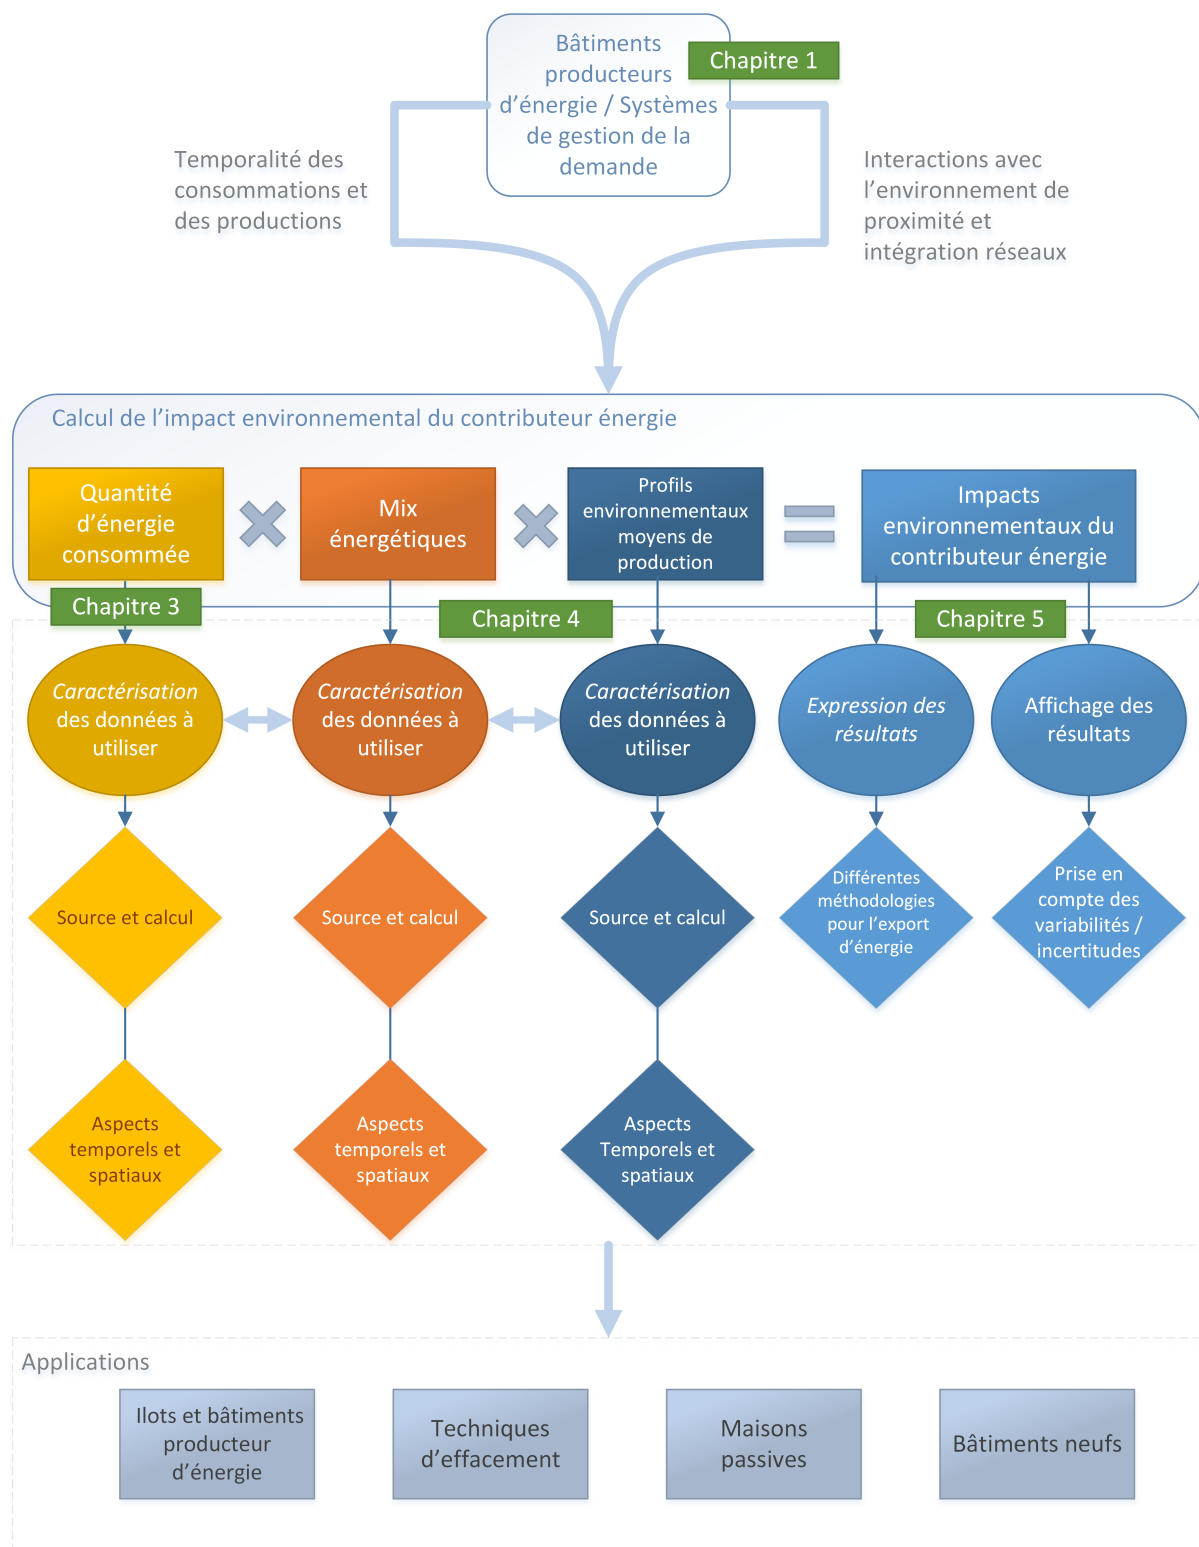 Bâtiments
producteurs
d’énergie / Systèmes
de gestion de la
demande
Chapitre 1
Temporalité des
consommations et
des productions
Interactions avec
l’environnement de
proximité et
intégration réseaux
Calcul de l’impact environnemental du contributeur énergie
Quantité
d’énergie
consommée
Mix
énergétiques
Profils
environnementaux
moyens de
production
Impacts
environnementaux du
contributeur énergie
Chapitre 3
Chapitre 4
Chapitre 5
Caractérisation
des données à
utiliser
Caractérisation
des données à
utiliser
Caractérisation
des données à
utiliser
Expression des
résultats
Affichage des
résultats
Source et calcul
Source et calcul
Source et calcul
Différentes
méthodologies
pour l’export
d’énergie
Prise en
compte des
variabilités /
incertitudes
Aspects
temporels et
spatiaux
Aspects
temporels et
spatiaux
Aspects
Temporels et
spatiaux
Applications
Ilots et bâtiments
producteur
d’énergie
Techniques
d’effacement
Maisons
passives
Bâtiments neufs